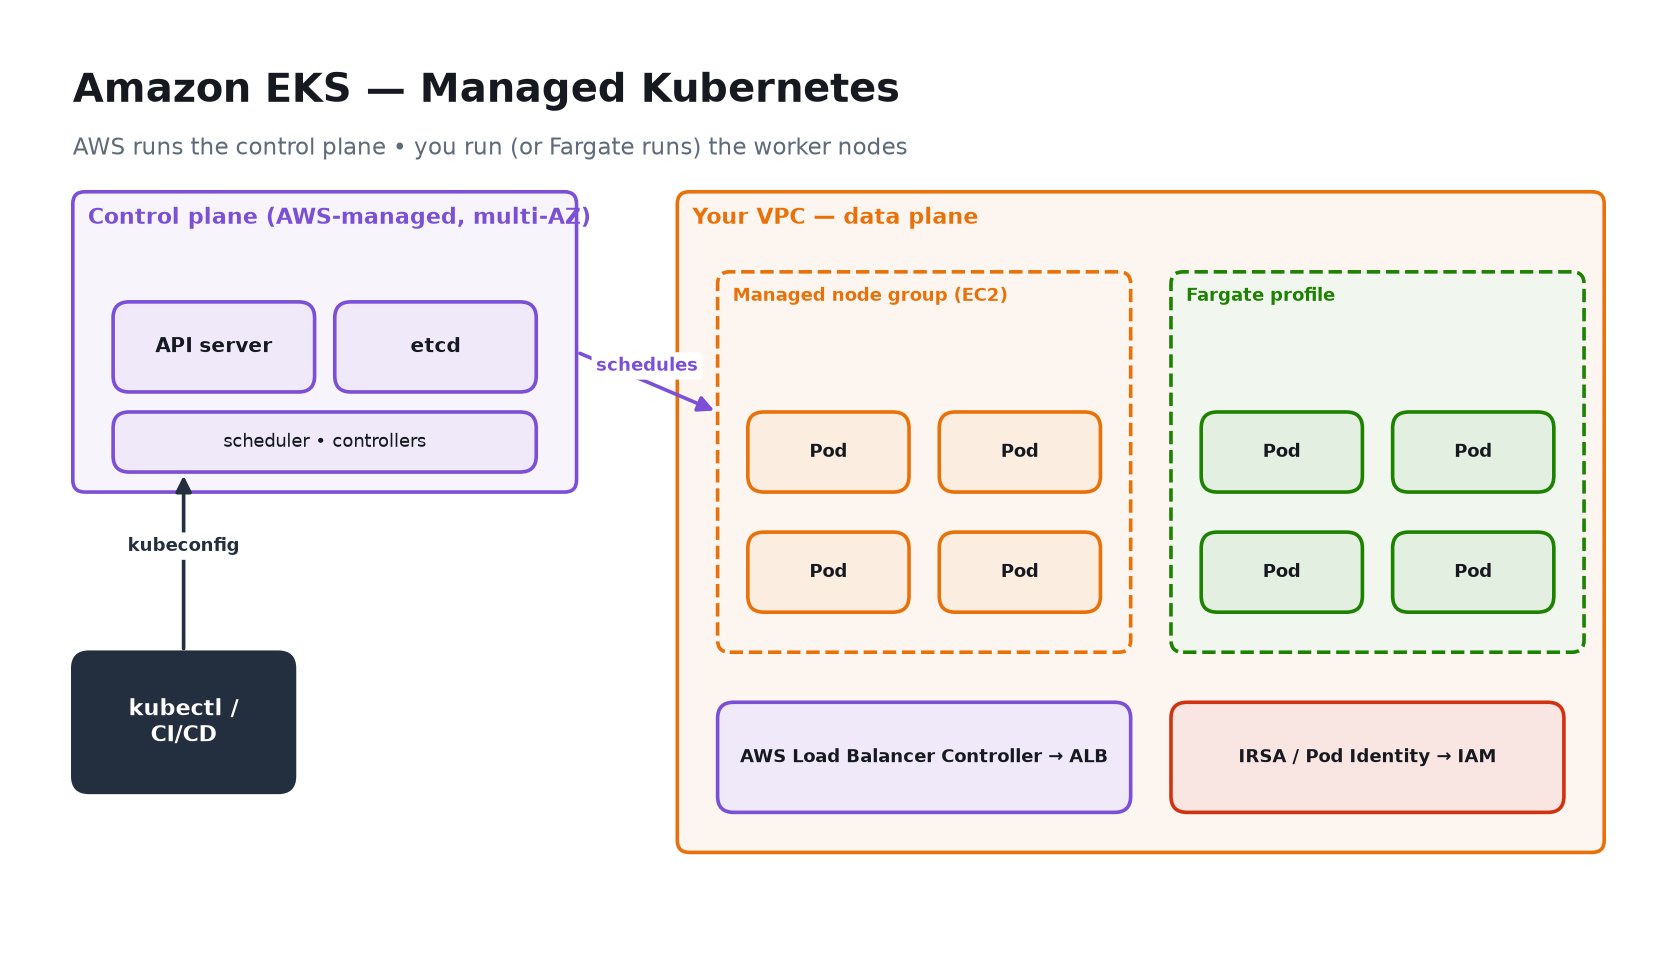 Amazon EKS — Managed Kubernetes
AWS runs the control plane • you run (or Fargate runs) the worker nodes
Control plane (AWS-managed, multi-AZ)
API server
etcd
scheduler • controllers
kubeconfig
kubectl /
CI/CD
schedules
Your VPC — data plane
Managed node group (EC2)
Pod
Pod
Pod
Pod
Fargate profile
Pod
Pod
Pod
Pod
AWS Load Balancer Controller → ALB
IRSA / Pod Identity → IAM